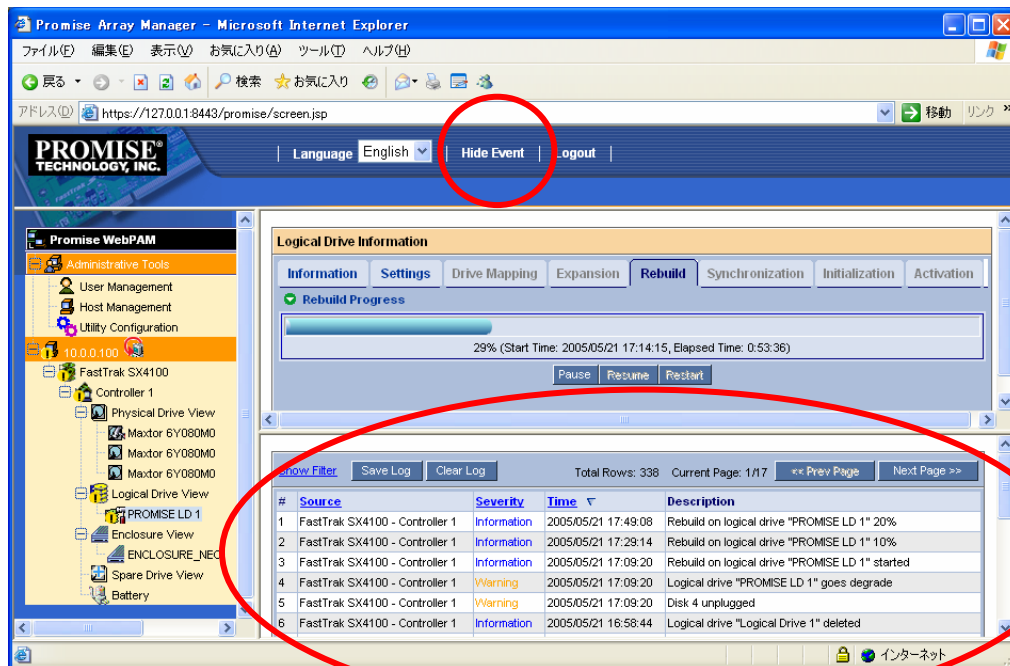 Promise Array Manager - Microsoft Internet Explorer
ファイル(F) 編集(E) 表示(V) お気に入り(A) ツール(T) ヘルプ(H)
戻る 検索 お気に入り
アドレス(D) https://127.0.0.1:8443/promise/screen.jsp 移動 リンク »
PROMISE®
TECHNOLOGY, INC.
| Language English | Hide Event | Logout |
Promise WebPAM
Administrative Tools
User Management
Host Management
Utility Configuration
10.0.0.100
FastTrak SX4100
Controller 1
Physical Drive View
Maxtor 6Y080M0
Maxtor 6Y080M0
Maxtor 6Y080M0
Logical Drive View
PROMISE LD 1
Enclosure View
ENCLOSURE_NEC
Spare Drive View
Battery
Logical Drive Information
Information Settings Drive Mapping Expansion Rebuild Synchronization Initialization Activation
Rebuild Progress
29% (Start Time: 2005/05/21 17:14:15, Elapsed Time: 0:53:36)
Pause Resume Restart
Show Filter Save Log Clear Log Total Rows: 338 Current Page: 1/17 << Prev Page Next Page >>
# Source Severity Time Description
1 FastTrak SX4100 - Controller 1 Information 2005/05/21 17:49:08 Rebuild on logical drive "PROMISE LD 1" 20%
2 FastTrak SX4100 - Controller 1 Information 2005/05/21 17:29:14 Rebuild on logical drive "PROMISE LD 1" 10%
3 FastTrak SX4100 - Controller 1 Information 2005/05/21 17:09:20 Rebuild on logical drive "PROMISE LD 1" started
4 FastTrak SX4100 - Controller 1 Warning 2005/05/21 17:09:20 Logical drive "PROMISE LD 1" goes degrade
5 FastTrak SX4100 - Controller 1 Warning 2005/05/21 17:09:20 Disk 4 unplugged
6 FastTrak SX4100 - Controller 1 Information 2005/05/21 16:58:44 Logical drive "Logical Drive 1" deleted
インターネット